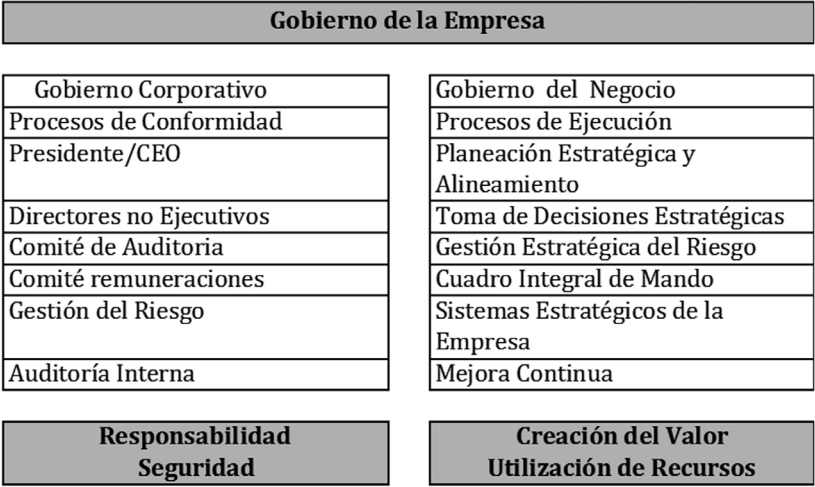 Gobierno de la Empresa
Gobierno Corporativo
Procesos de Conformidad
Presidente/CEO
Directores no Ejecutivos
Comité de Auditoria
Comité remuneraciones
Gestión del Riesgo
Auditoría Interna
Responsabilidad
Seguridad
Gobierno del Negocio
Procesos de Ejecución
Planeación Estratégica y
Alineamiento
Toma de Decisiones Estratégicas
Gestión Estratégica del Riesgo
Cuadro Integral de Mando
Sistemas Estratégicos de la
Empresa
Mejora Continua
Creación del Valor
Utilización de Recursos